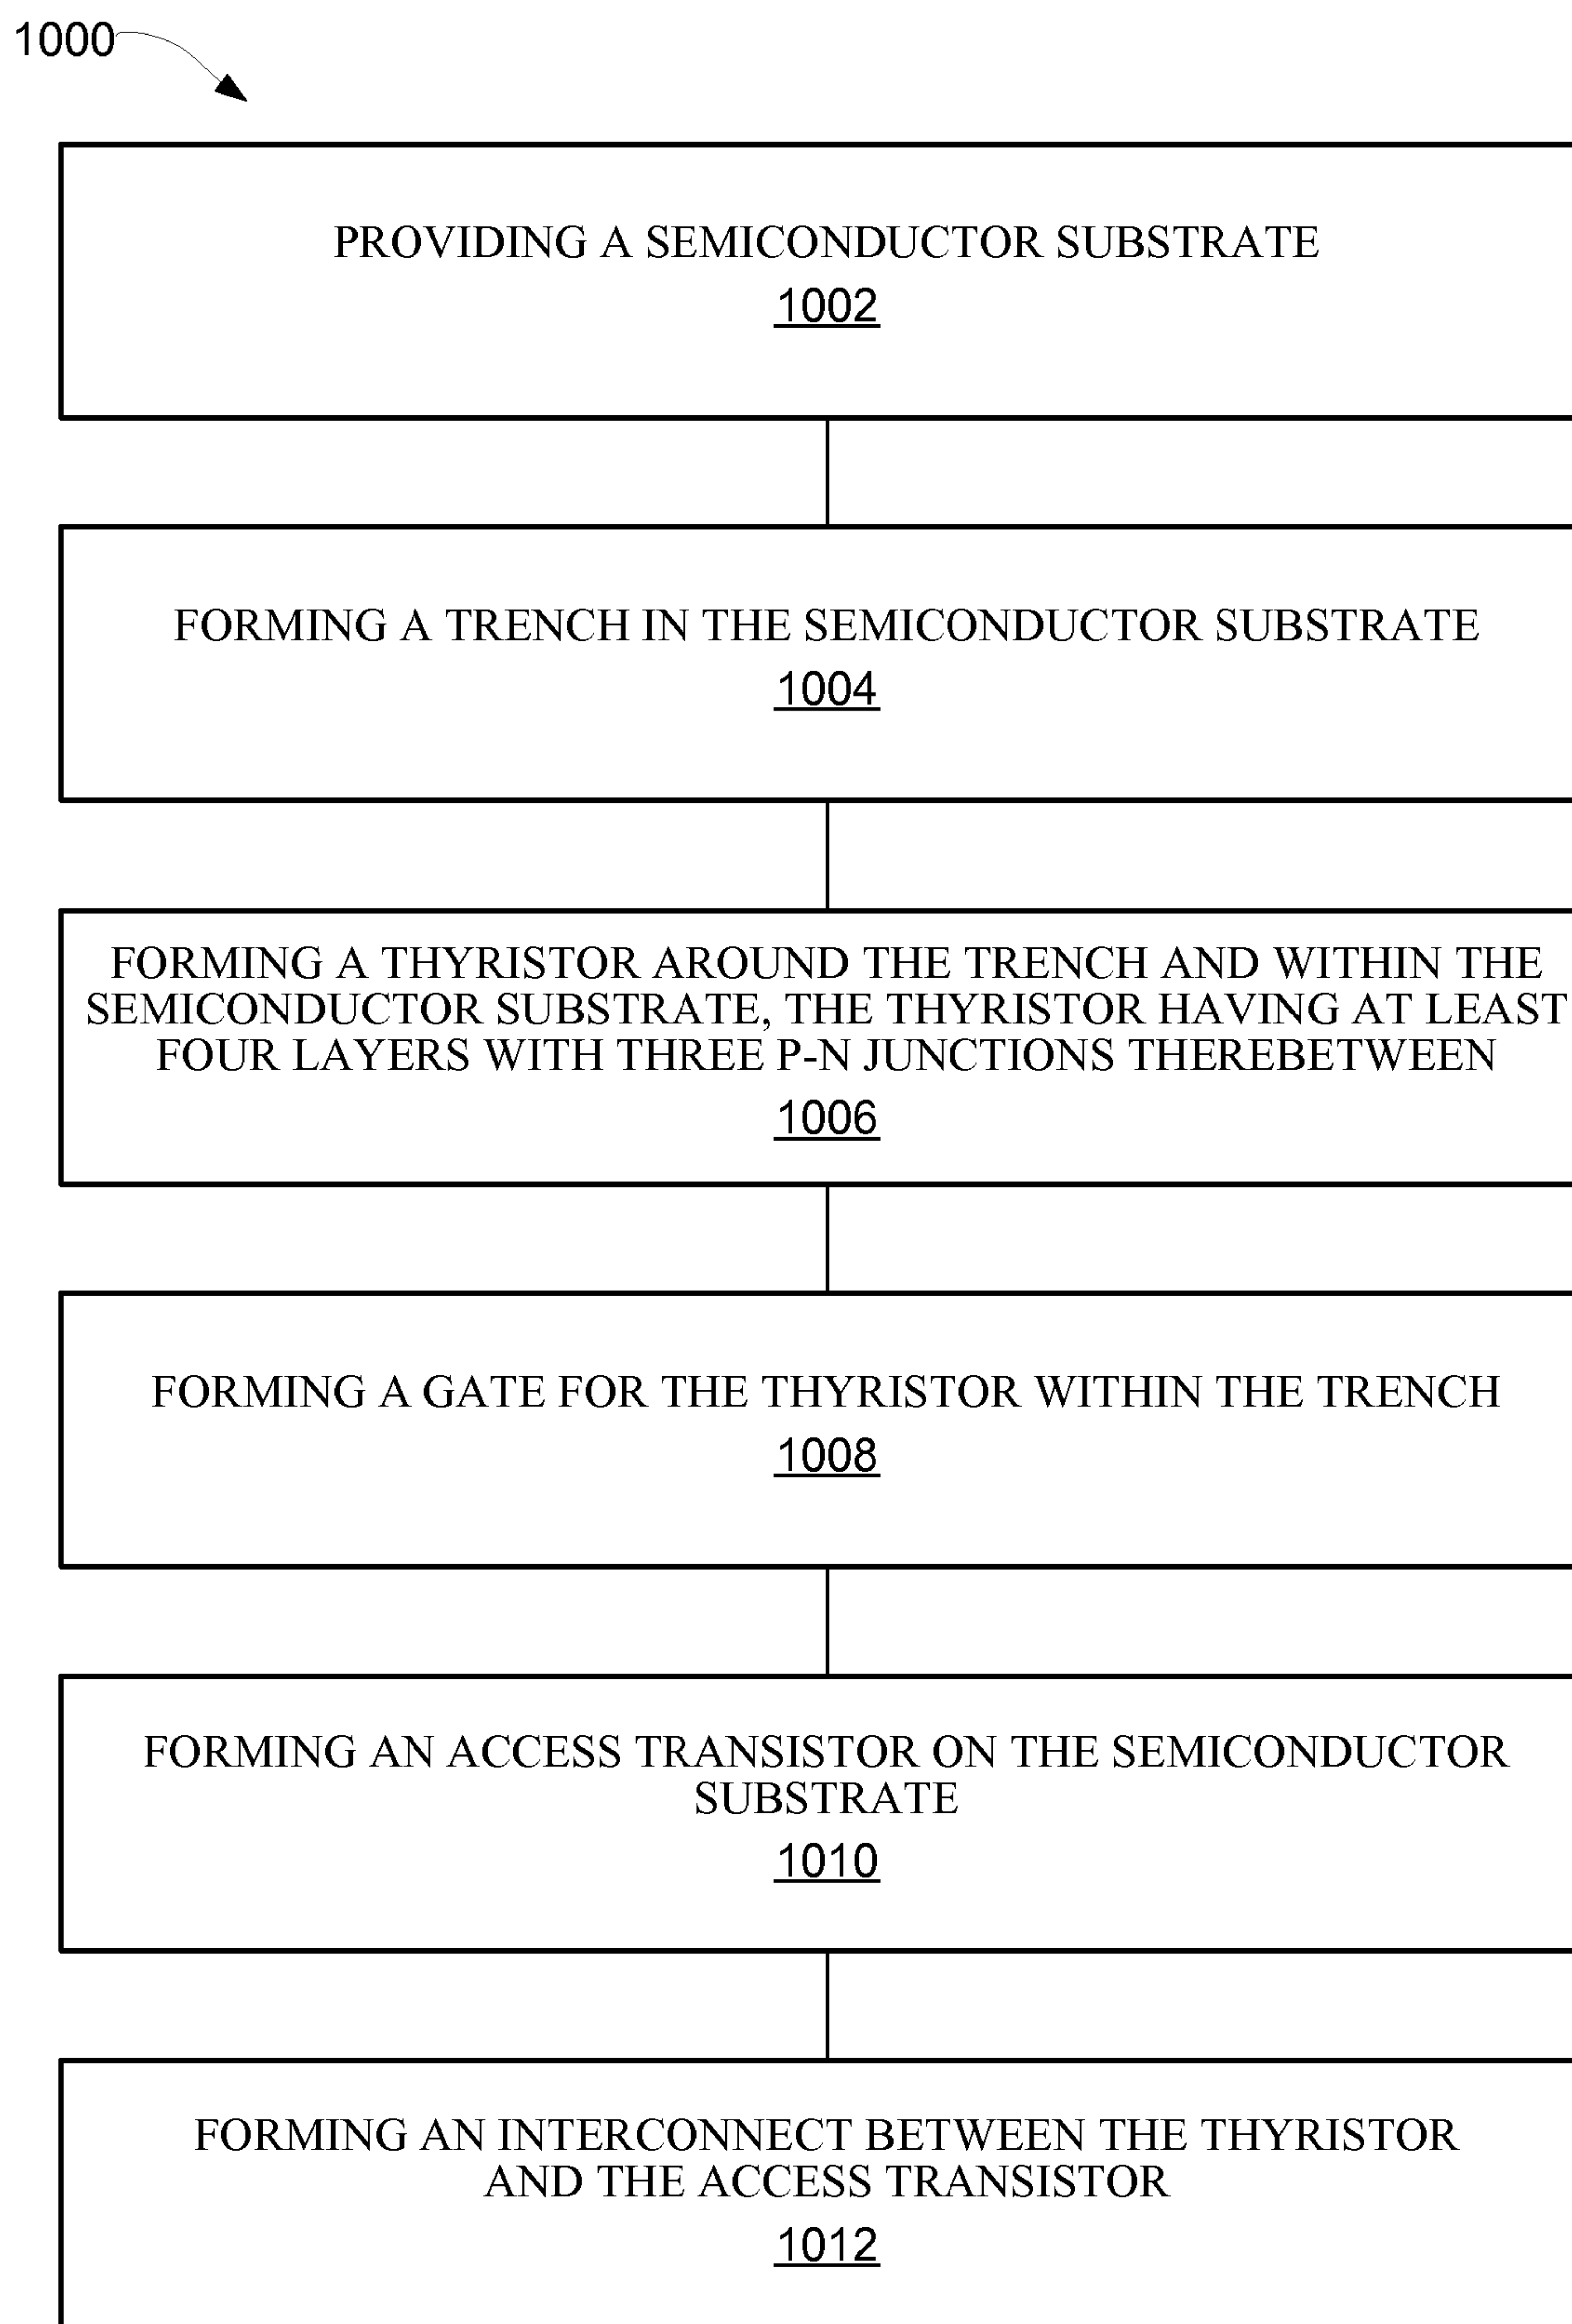 1000
PROVIDING A SEMICONDUCTOR SUBSTRATE
1002
FORMING A TRENCH IN THE SEMICONDUCTOR SUBSTRATE
1004
FORMING A THYRISTOR AROUND THE TRENCH AND WITHIN THE
SEMICONDUCTOR SUBSTRATE, THE THYRISTOR HAVING AT LEAST
FOUR LAYERS WITH THREE P-N JUNCTIONS THEREBETWEEN
1006
FORMING A GATE FOR THE THYRISTOR WITHIN THE TRENCH
1008
FORMING AN ACCESS TRANSISTOR ON THE SEMICONDUCTOR
SUBSTRATE
1010
FORMING AN INTERCONNECT BETWEEN THE THYRISTOR
AND THE ACCESS TRANSISTOR
1012